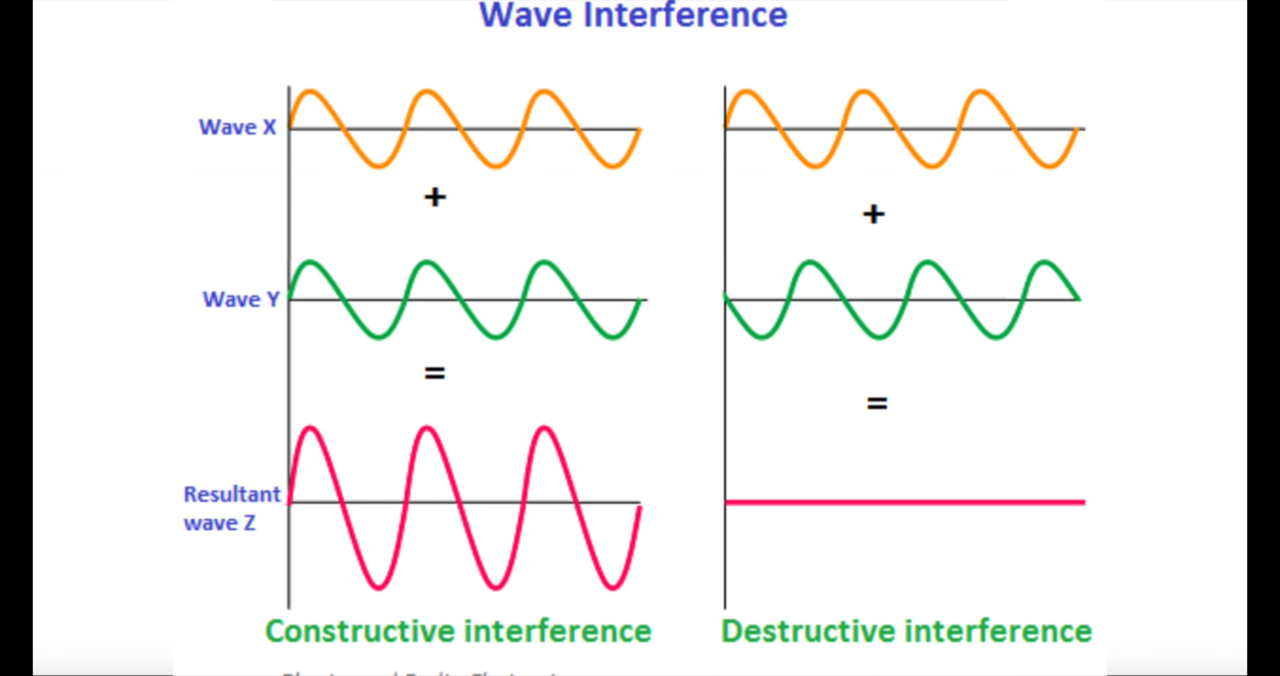 Wave Interference
Wave X
+
+
Wave Y
=
=
Resultant
wave Z
Constructive interference
Destructive interference